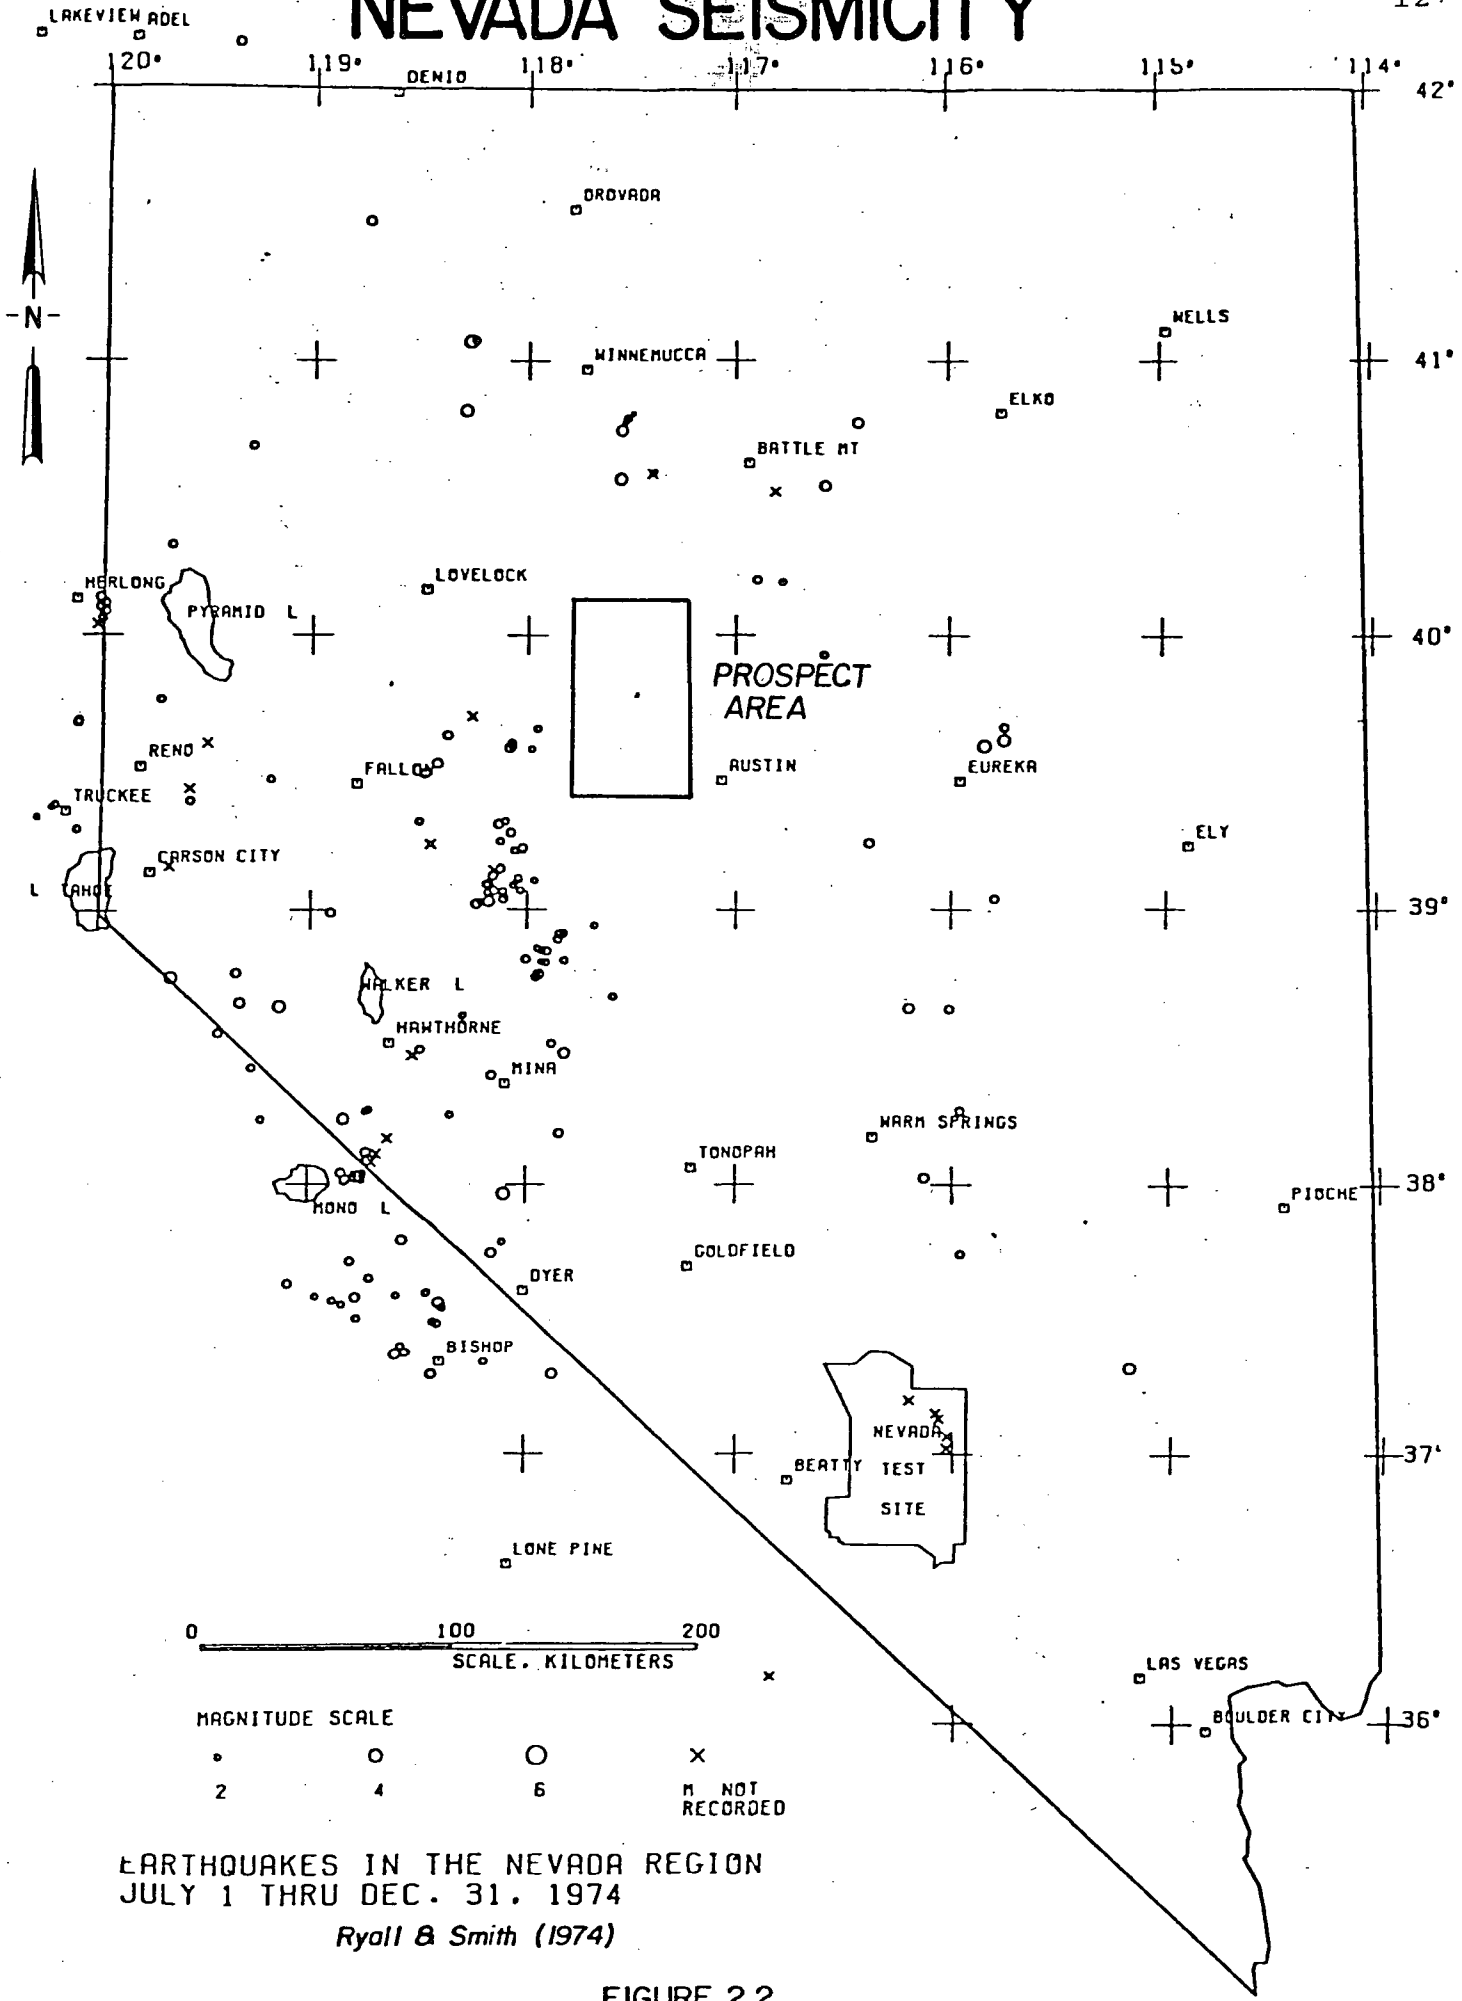 NEVADA SEISMICITY
LAKEVIEW ADEL
120° 119° 118° 117° 116° 115° 114°
DENIO
42°
OROVADA
-N-
WELLS
WINNEMUCCA
41°
ELKO
BATTLE MT
LOVELOCK
HERLONG
PYRAMID L
40°
PROSPECT
AREA
RENO
FALLON
AUSTIN
EUREKA
TRUCKEE
ELY
CARSON CITY
L TAHOE
39°
WALKER L
HAWTHORNE
MINA
WARM SPRINGS
TONOPAH
38°
PIOCHE
MONO L
GOLDFIELD
DYER
BISHOP
NEVADA
37°
BEATTY TEST
SITE
LONE PINE
0 100 200
SCALE. KILOMETERS
LAS VEGAS
MAGNITUDE SCALE
BOULDER CITY
36°
2 4 6 M NOT
RECORDED
EARTHQUAKES IN THE NEVADA REGION
JULY 1 THRU DEC. 31. 1974
Ryall & Smith (1974)
FIGURE 2.2